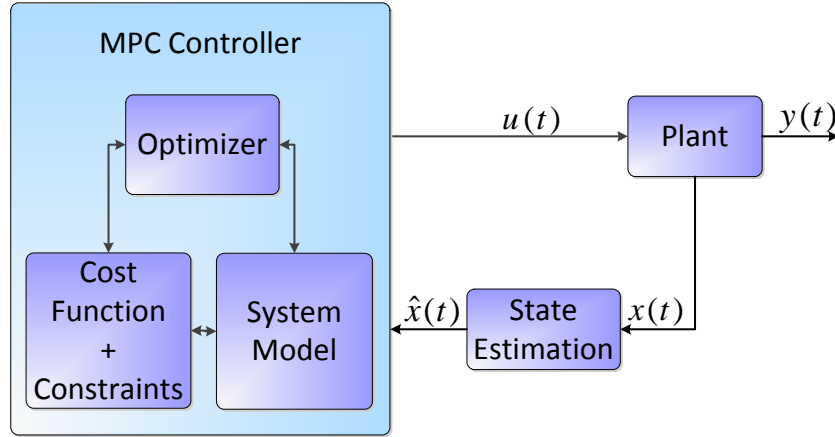 MPC Controller
Optimizer
Cost
Function
+
Constraints
System
Model
u(t)
Plant
y(t)
x̂(t)
State
Estimation
x(t)